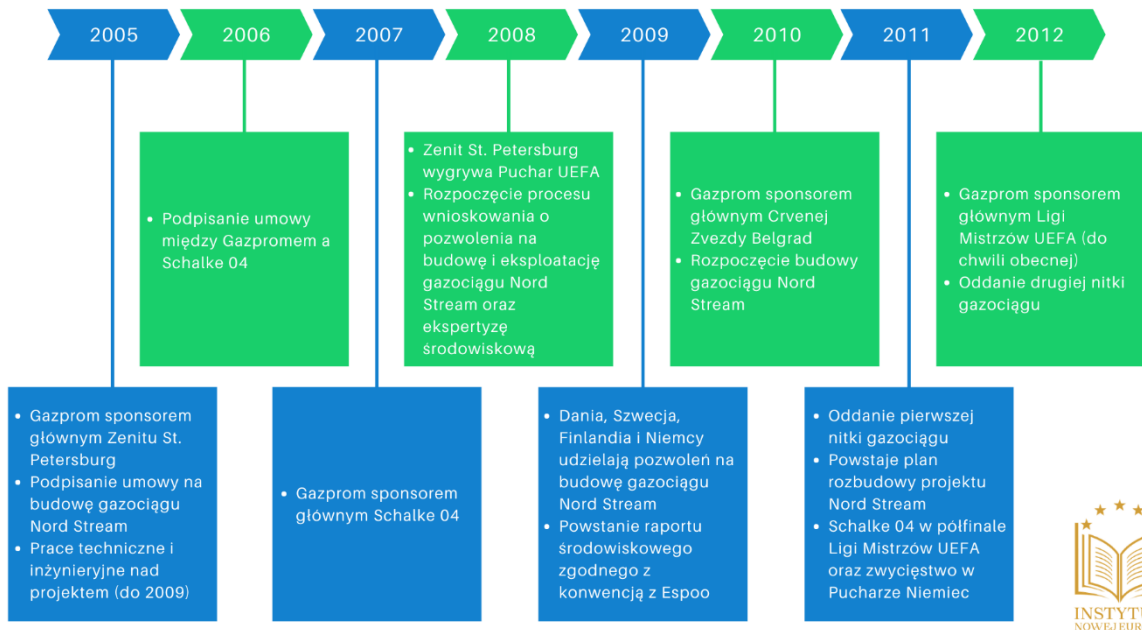 2005
2006
2007
2008
2009
2010
2011
2012
• Podpisanie umowy
między Gazpromem a
Schalke 04
• Zenit St. Petersburg
wygrywa Puchar UEFA
• Rozpoczęcie procesu
wnioskowania o
pozwolenia na
budowę i eksploatację
gazociągu Nord
Stream oraz
ekspertyzę
środowiskową
• Gazprom sponsorem
głównym Crvenej
Zvezdy Belgrad
• Rozpoczęcie budowy
gazociągu Nord
Stream
• Gazprom sponsorem
głównym Ligi
Mistrzów UEFA (do
chwili obecnej)
• Oddanie drugiej nitki
gazociągu
• Gazprom sponsorem
głównym Zenitu St.
Petersburg
• Podpisanie umowy na
budowę gazociągu
Nord Stream
• Prace techniczne i
inżynieryjne nad
projektem (do 2009)
• Gazprom sponsorem
głównym Schalke 04
• Dania, Szwecja,
Finlandia i Niemcy
udzielają pozwoleń na
budowę gazociągu
Nord Stream
• Powstanie raportu
środowiskowego
zgodnego z
konwencją z Espoo
• Oddanie pierwszej
nitki gazociągu
• Powstaje plan
rozbudowy projektu
Nord Stream
• Schalke 04 w półfinale
Ligi Mistrzów UEFA
oraz zwycięstwo w
Pucharze Niemiec
NOWEJ